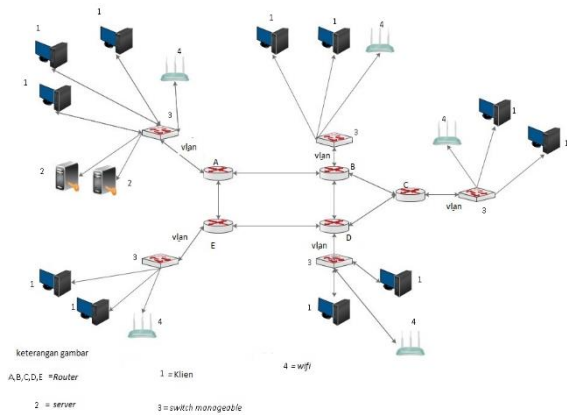 1
1
4
1
1
4
1
3
3
4
1
1
vlan
vlan
2
2
A
B
C
vlan
3
vlan
E
D
vlan
3
3
1
1
1
4
1
1
4
keterangan gambar
A,B,C,D,E = Router
1 = Klien
4 = wifi
2 = server
3 = switch manageable